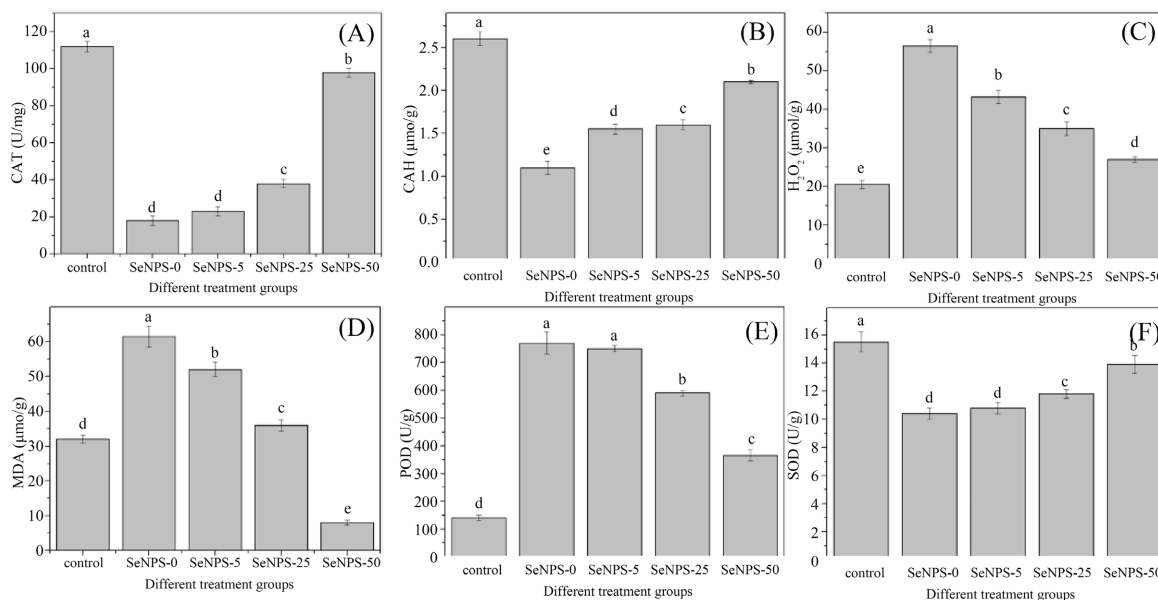 (A)
CAT (U/mg)
120
100
80
60
40
20
0
a
d
d
c
b
control SeNPS-0 SeNPS-5 SeNPS-25 SeNPS-50
Different treatment groups
(B)
CAH (μmo/g)
2.5
2.0
1.5
1.0
0.5
0.0
a
e
d
c
b
control SeNPS-0 SeNPS-5 SeNPS-25 SeNPS-50
Different treatment groups
(C)
H₂O₂ (μmol/g)
60
50
40
30
20
10
0
e
a
b
c
d
control SeNPS-0 SeNPS-5 SeNPS-25 SeNPS-50
Different treatment groups
(D)
MDA (μmo/g)
60
50
40
30
20
10
0
d
a
b
c
e
control SeNPS-0 SeNPS-5 SeNPS-25 SeNPS-50
Different treatment groups
(E)
POD (U/g)
800
700
600
500
400
300
200
100
0
d
a
a
b
c
control SeNPS-0 SeNPS-5 SeNPS-25 SeNPS-50
Different treatment groups
(F)
SOD (U/g)
16
14
12
10
8
6
4
2
0
a
d
d
c
b
control SeNPS-0 SeNPS-5 SeNPS-25 SeNPS-50
Different treatment groups